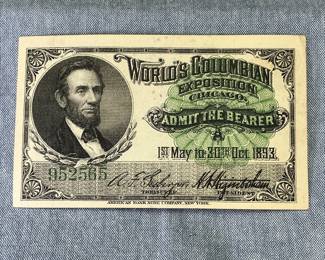 WORLD'S COLUMBIAN
EXPOSITION
CHICAGO.
ADMIT THE BEARER
A
1ST May to 30TH Oct. 1893.
952565
TREASURER
PRESIDENT
AMERICAN BANK NOTE COMPANY, NEW YORK.